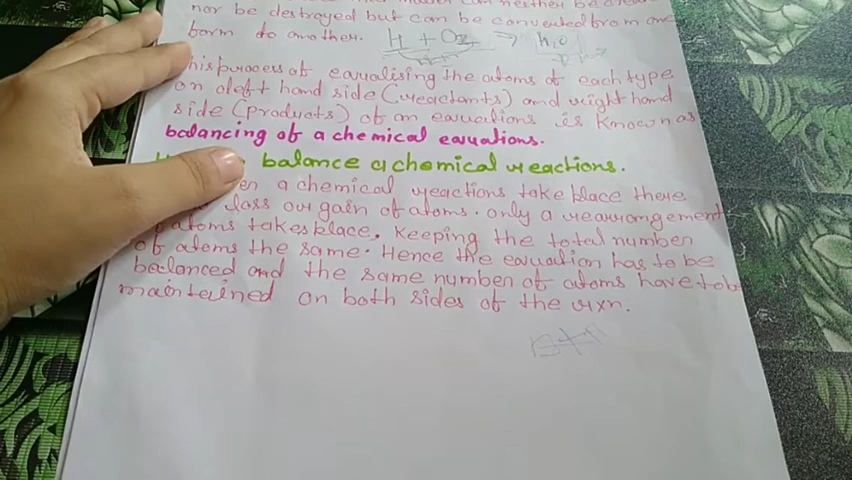 nor be destroyed but can be converted from one
form to another. H + O2 → h2o
his process of equalising the atoms of each type
on left hand side (reactants) and right hand
side (products) of an equations is known as
balancing of a chemical equations.
balance a chemical reactions.
en a chemical reactions take place there
loss or gain of atoms. only a rearrangement
atoms takes place, keeping the total number
of atoms the same. Hence the equation has to be
balanced and the same number of atoms have to b
maintained on both sides of the rxn.